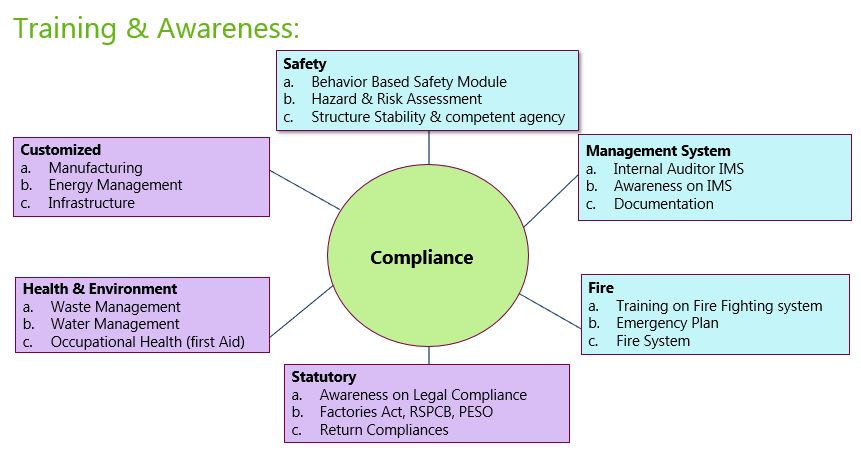 Training & Awareness:
Safety
a. Behavior Based Safety Module
b. Hazard & Risk Assessment
c. Structure Stability & competent agency
Customized
a. Manufacturing
b. Energy Management
c. Infrastructure
Management System
a. Internal Auditor IMS
b. Awareness on IMS
c. Documentation
Compliance
Health & Environment
a. Waste Management
b. Water Management
c. Occupational Health (first Aid)
Fire
a. Training on Fire Fighting system
b. Emergency Plan
c. Fire System
Statutory
a. Awareness on Legal Compliance
b. Factories Act, RSPCB, PESO
c. Return Compliances